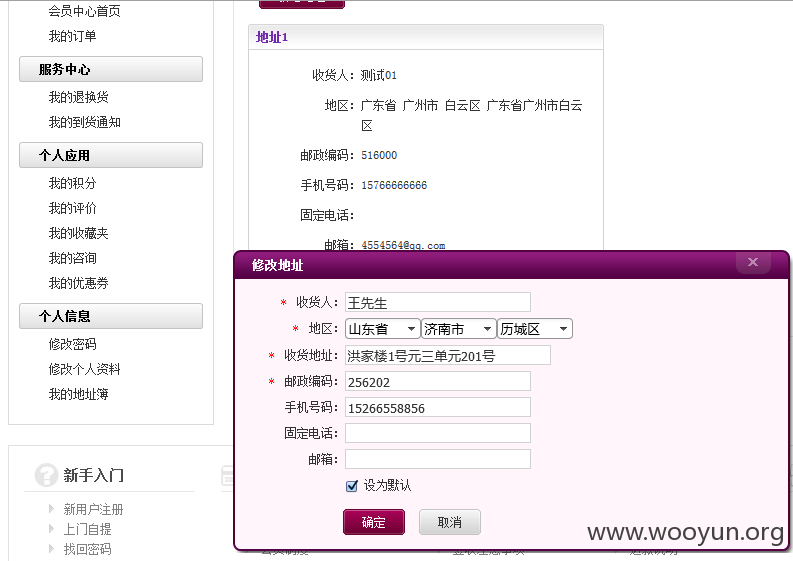 会员中心首页
我的订单
服务中心
我的退换货
我的到货通知
个人应用
我的积分
我的评价
我的收藏夹
我的咨询
我的优惠券
个人信息
修改密码
修改个人资料
我的地址簿
地址1
收货人: 测试01
地区: 广东省 广州市 白云区 广东省广州市白云
区
邮政编码: 516000
手机号码: 15766666666
固定电话:
邮箱: 4554564@qq.com
修改地址
* 收货人: 王先生
* 地区: 山东省 济南市 历城区
* 收货地址: 洪家楼1号元三单元201号
* 邮政编码: 256202
手机号码: 15266558856
固定电话:
邮箱:
设为默认
确定 取消
新手入门
新用户注册
上门自提
找回密码
www.wooyun.org